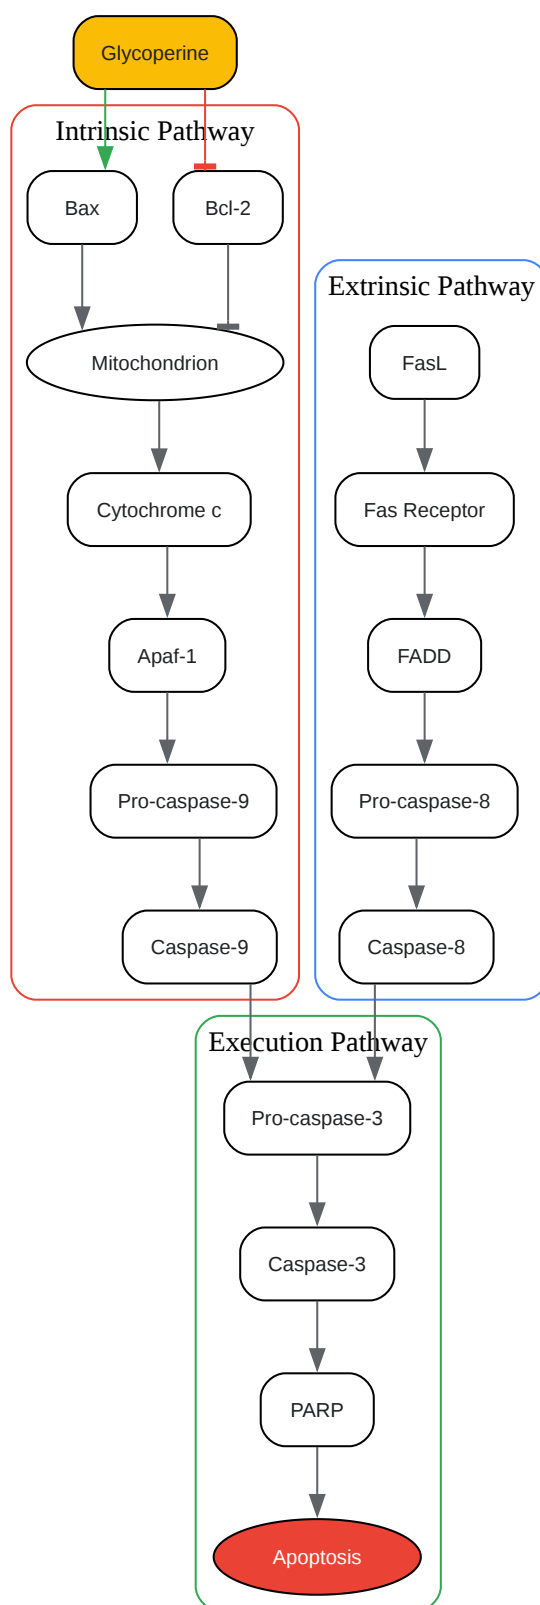 Glycoperine
Intrinsic Pathway
Bax
Bcl-2
Mitochondrion
Cytochrome c
Apaf-1
Pro-caspase-9
Caspase-9
Extrinsic Pathway
FasL
Fas Receptor
FADD
Pro-caspase-8
Caspase-8
Execution Pathway
Pro-caspase-3
Caspase-3
PARP
Apoptosis